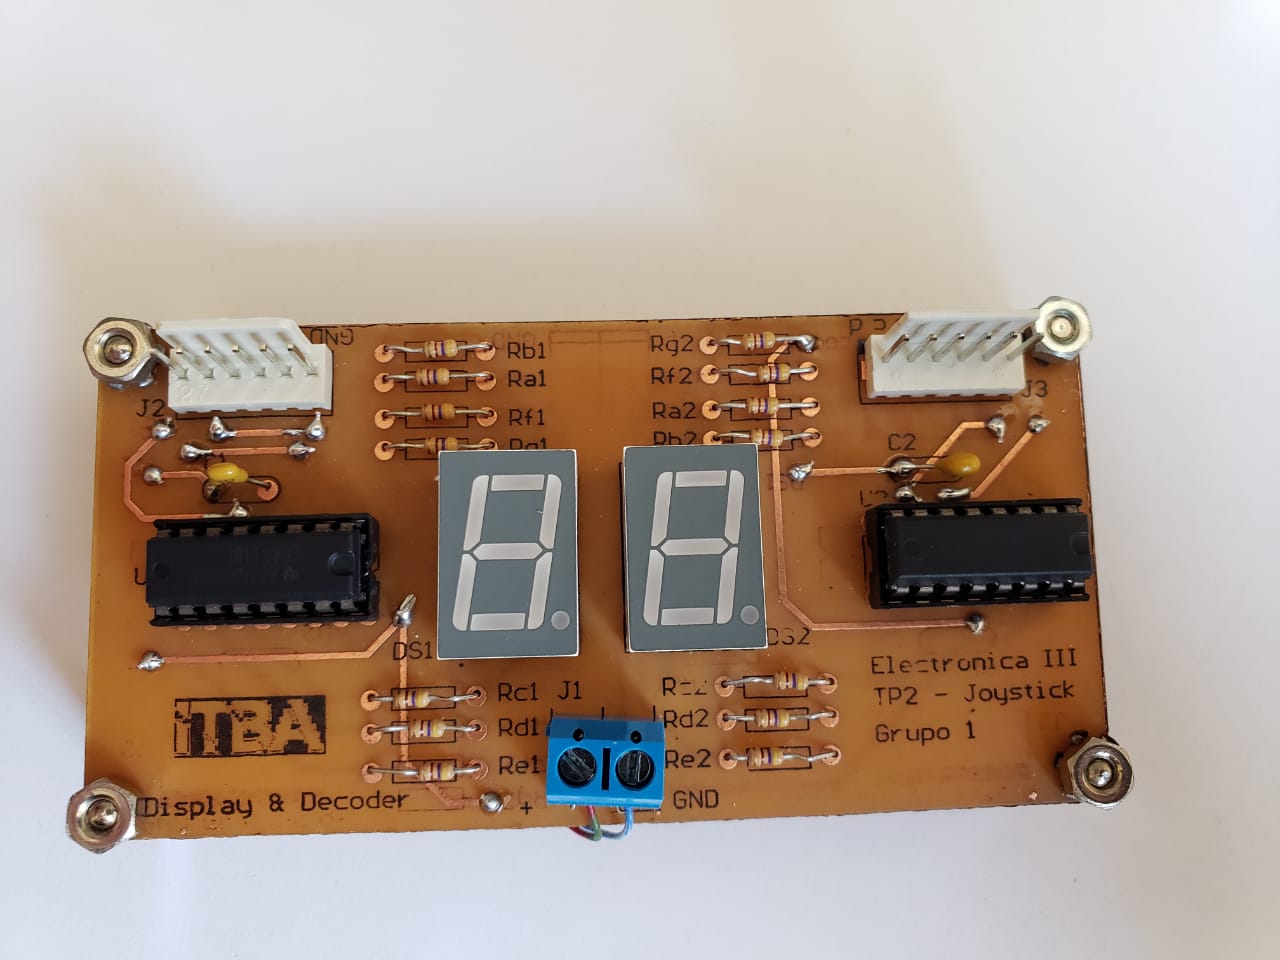 GND
Rb1
Ra1
Rf1
Rg1
Rg2
Rf2
Ra2
Rb2
J2
J3
C2
DS1
DS2
Rc1
J1
Rd1
Re1
Rd2
Re2
Electronica III
TP2 - Joystick
Grupo 1
ITBA
Display & Decoder
+
GND